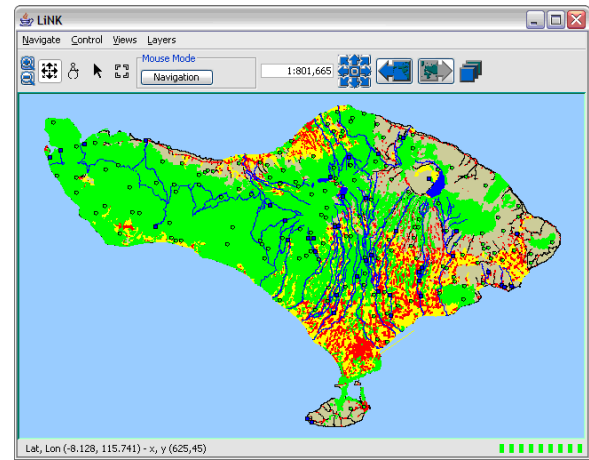 LiNK
Navigate Control Views Layers
Mouse Mode
Navigation
1:801,665
Lat, Lon (-8.128, 115.741) - x, y (625,45)